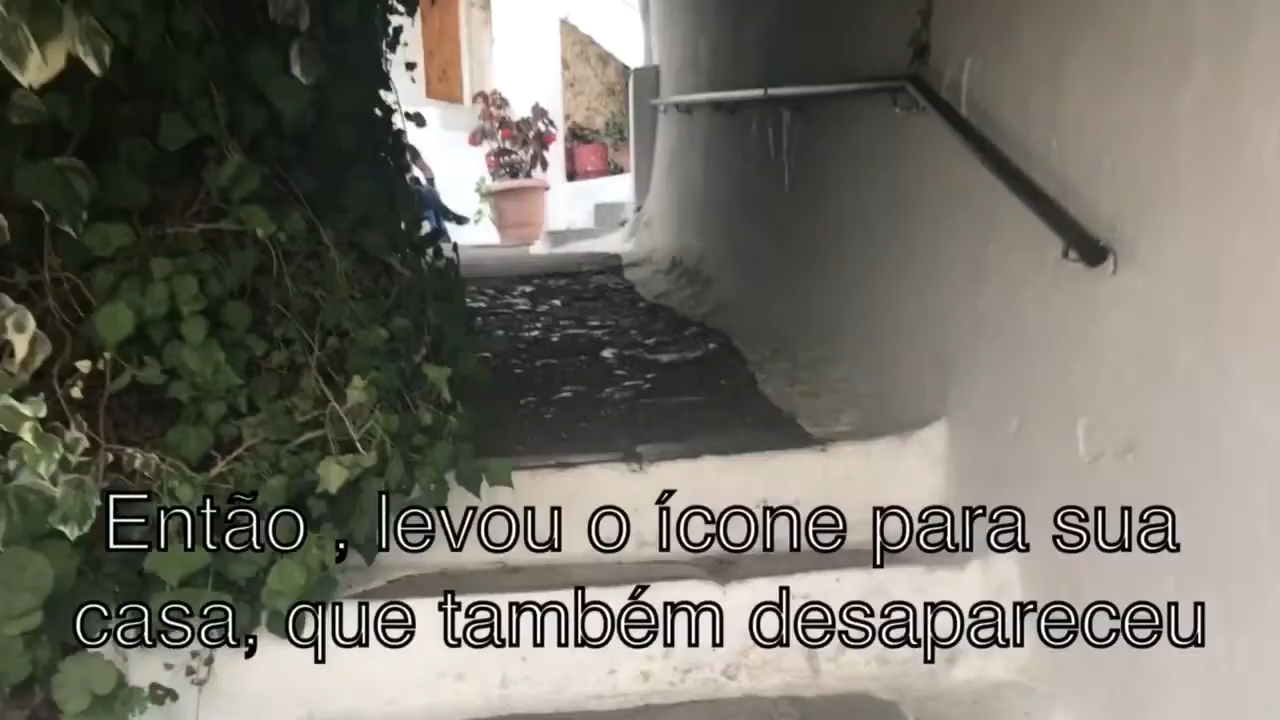 Então , levou o ícone para sua
casa, que também desapareceu